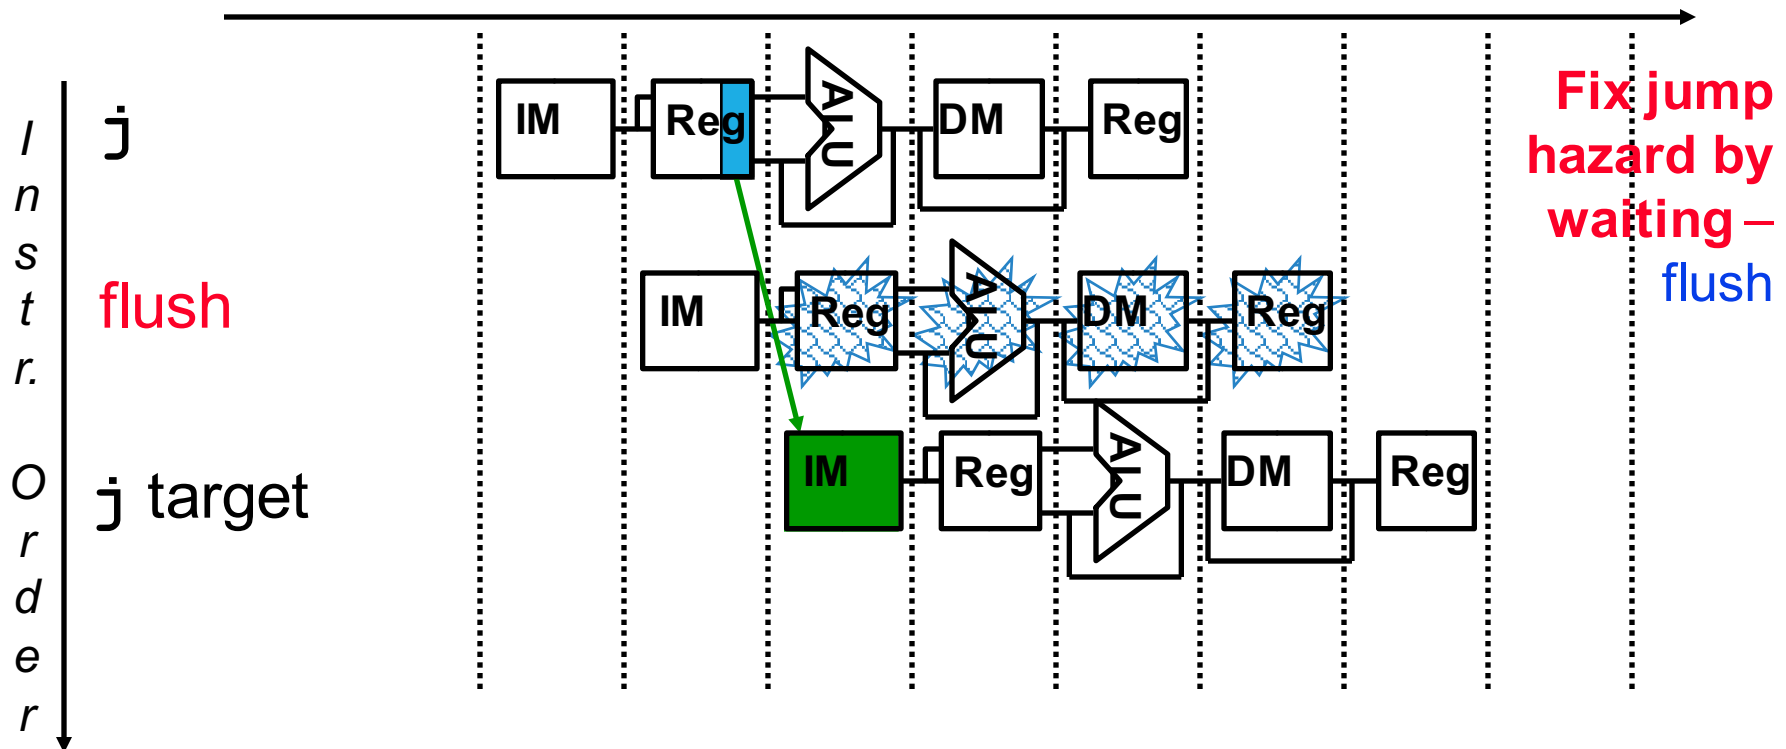 I
n
s
t
r.
O
r
d
e
r
j
IM
Reg
ALU
DM
Reg
Fix jump
hazard by
waiting –
flush
flush
IM
Reg
ALU
DM
Reg
j target
IM
Reg
ALU
DM
Reg